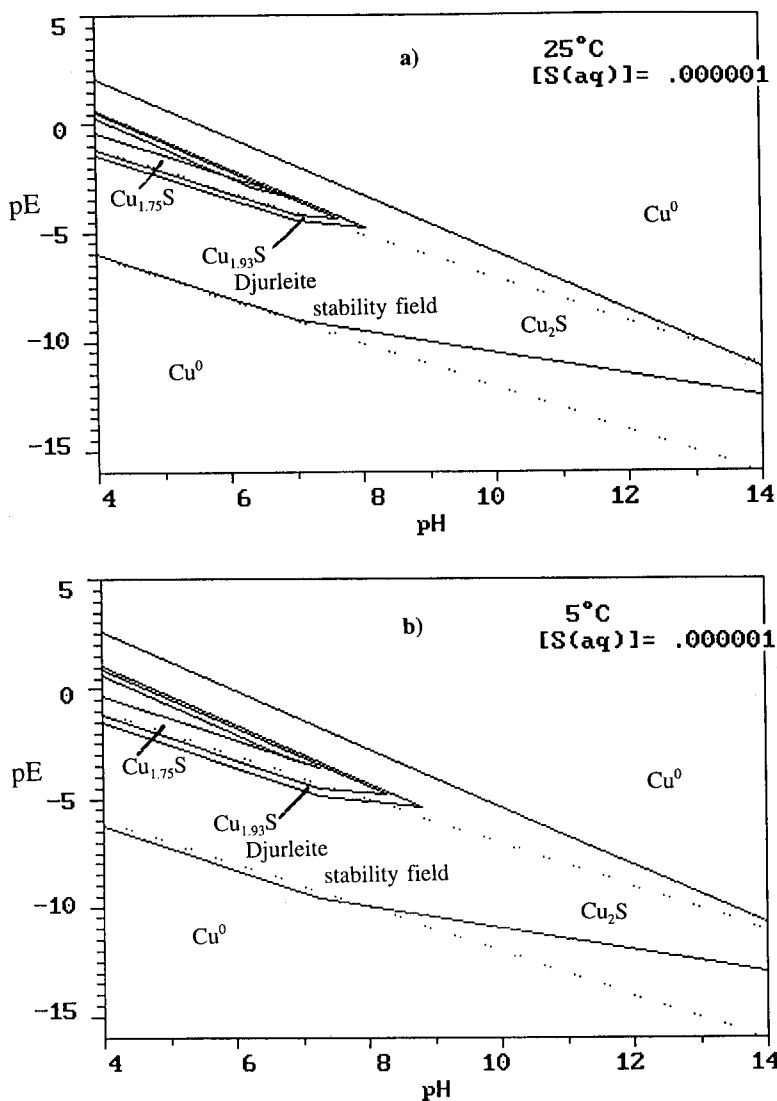 5
a)
25°C
[S(aq)]= .000001
0
Cu1.75S
pE
Cu⁰
-5
Cu1.93S
Djurleite
stability field
Cu2S
-10
Cu⁰
-15
4 6 8 10 12 14
pH
5
b)
5°C
[S(aq)]= .000001
0
Cu1.75S
pE
Cu⁰
-5
Cu1.93S
Djurleite
stability field
Cu2S
-10
Cu⁰
-15
4 6 8 10 12 14
pH